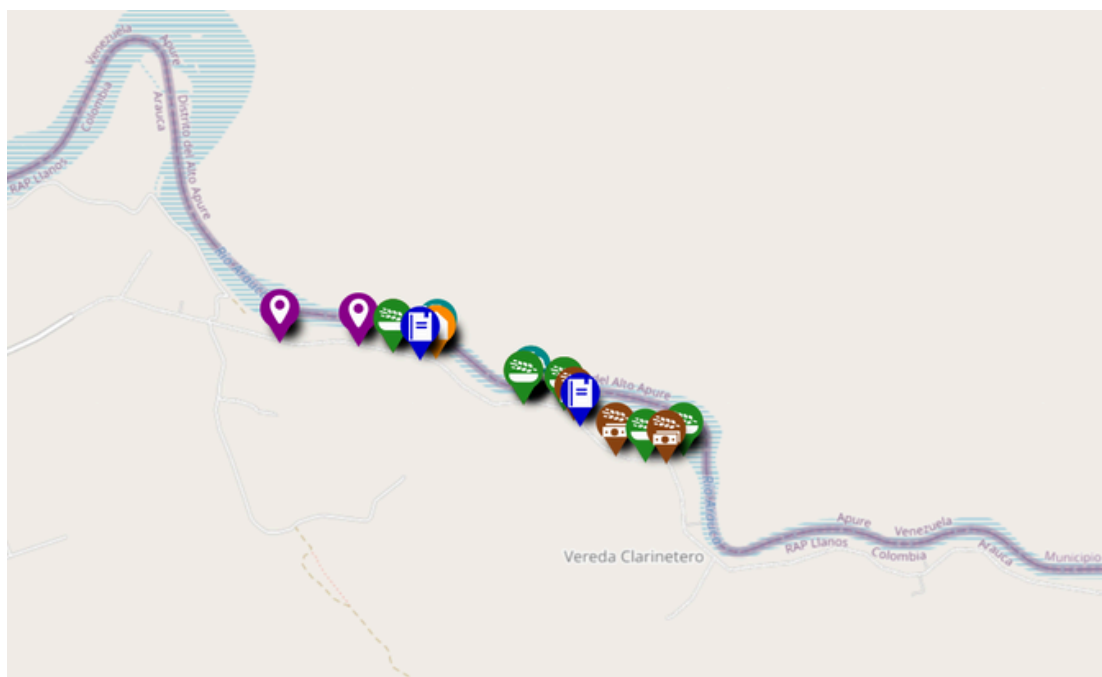 Venezuela
Apure
Colombia
Arauca
Distrito del Alto Apure
RAP Llanos
del Alto Apure
Vereda Clarinetero
Apure
Venezuela
RAP Llanos
Colombia
Arauca
Municipio